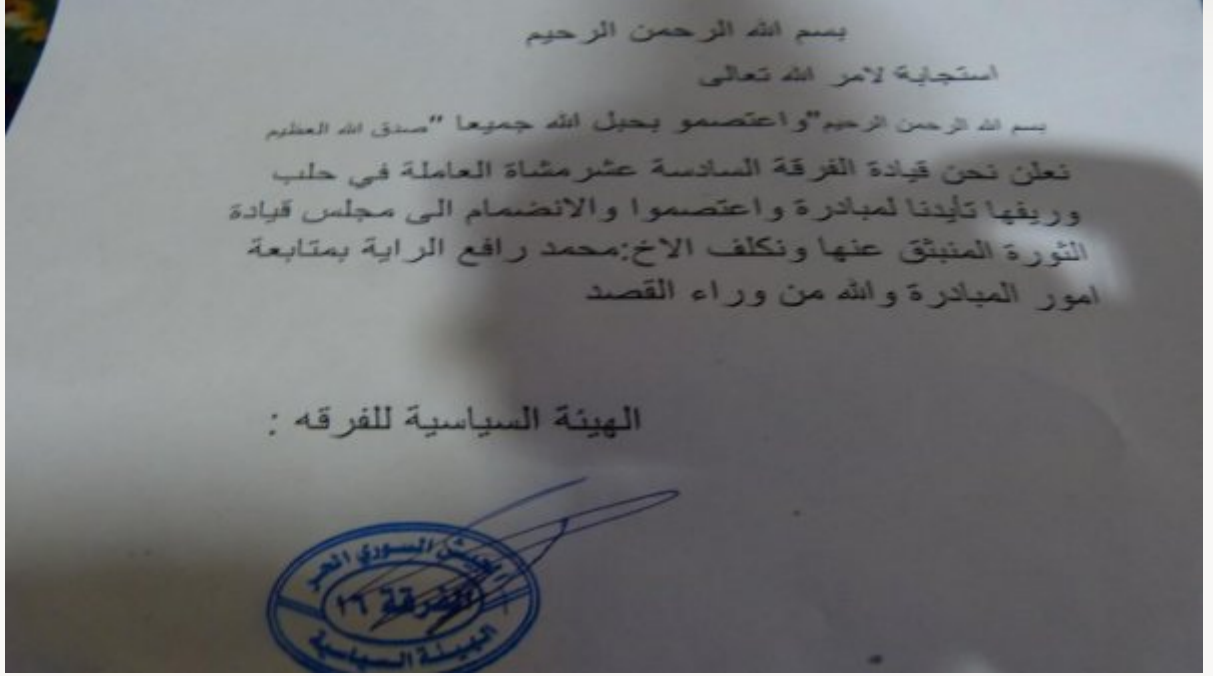 بسم الله الرحمن الرحيم
استجابة لامر الله تعالى
بسم الله الرحمن الرحيم"واعتصمو بحبل الله جميعا "صدق الله العظيم
نعلن نحن قيادة الفرقة السادسة عشرمشاة العاملة في حلب
وريفها تأيدنا لمبادرة واعتصموا والانضمام الى مجلس قيادة
الثورة المنبثق عنها ونكلف الاخ:محمد رافع الراية بمتابعة
امور المبادرة والله من وراء القصد
الهيئة السياسية للفرقه :
الجيش السوري الحر
الفرقة ١٦
الهيئة السياسية